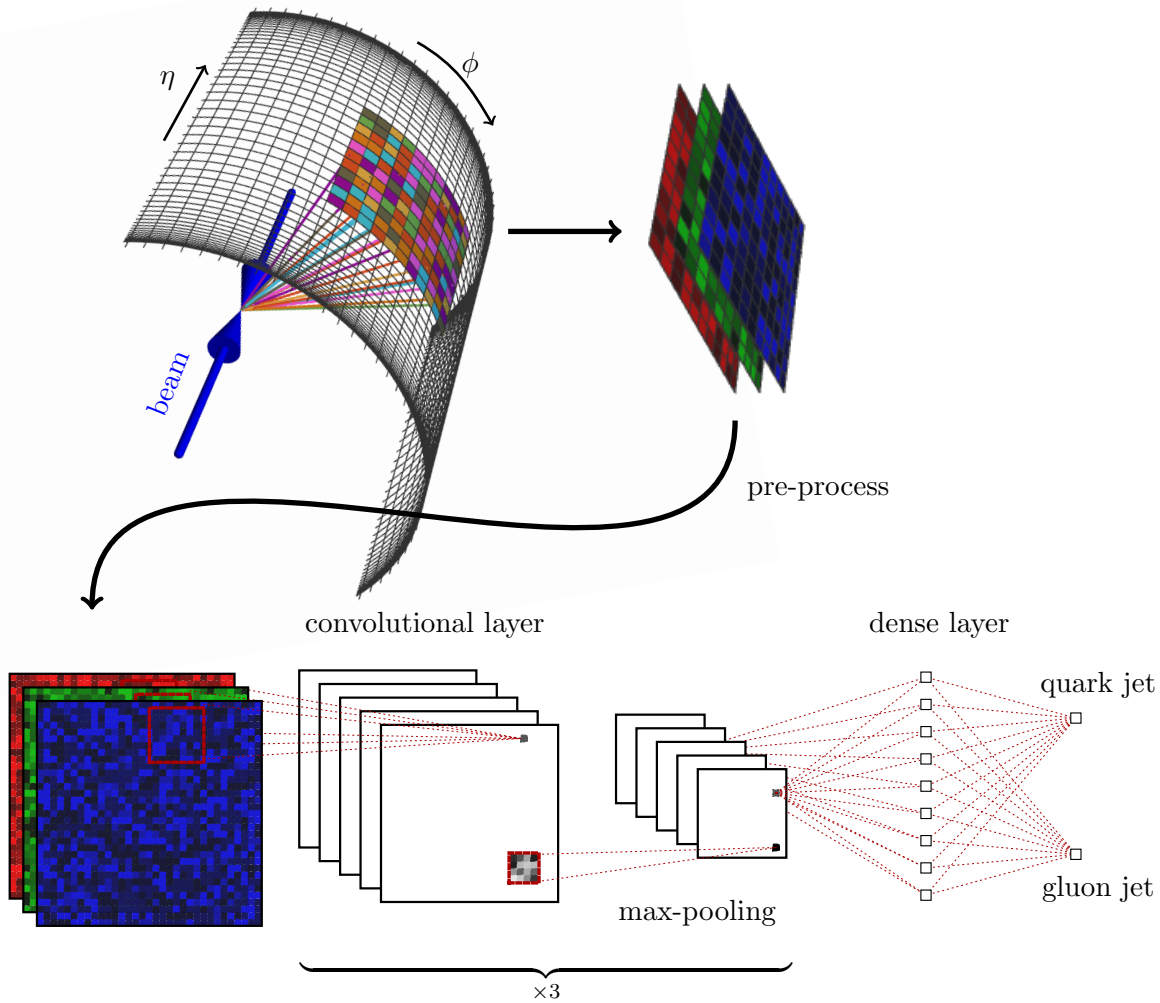 η
ϕ
beam
pre-process
convolutional layer
dense layer
quark jet
gluon jet
max-pooling
×3